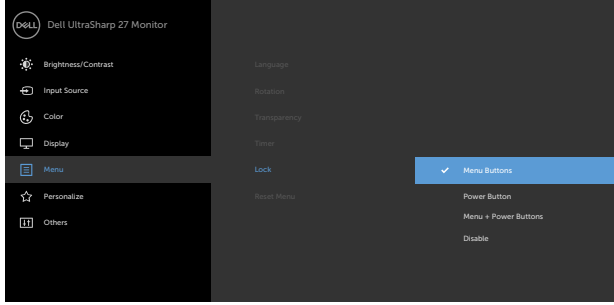 DELL
Dell UltraSharp 27 Monitor
Brightness/Contrast
Input Source
Color
Display
Menu
Personalize
Others
Language
Rotation
Transparency
Timer
Lock
Reset Menu
Menu Buttons
Power Button
Menu + Power Buttons
Disable